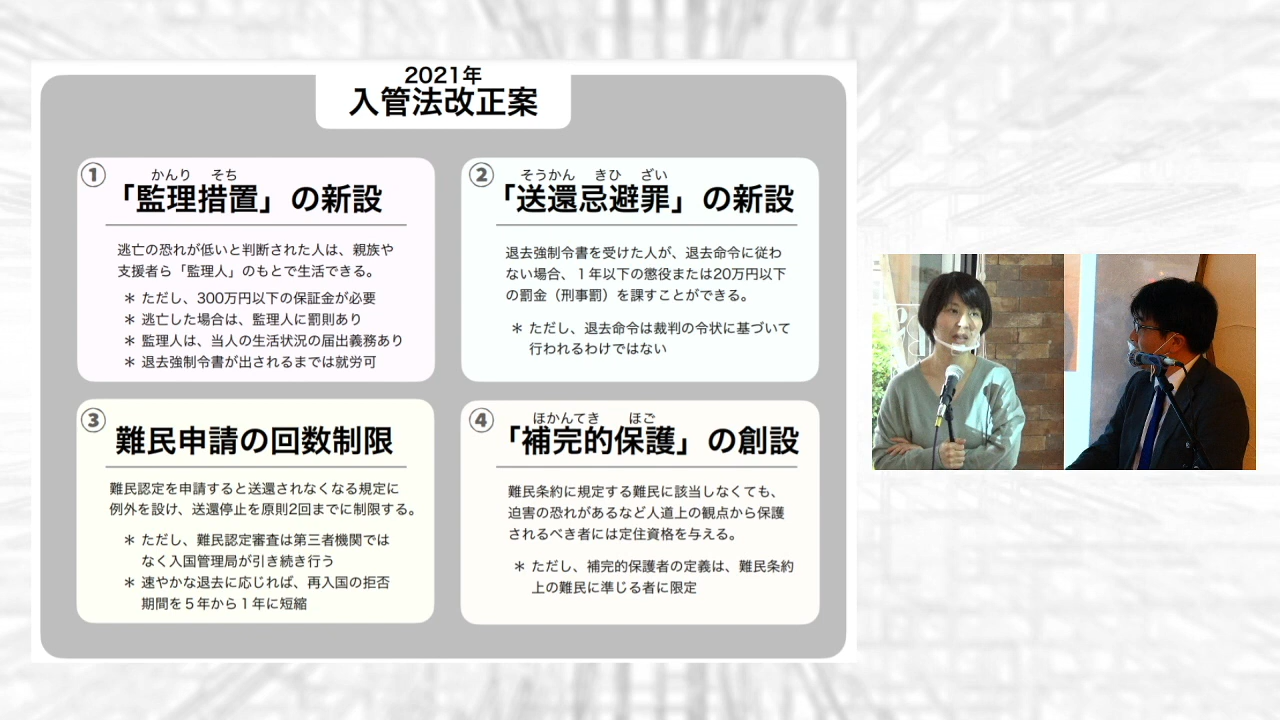 2021年
入管法改正案
①
かんり そち
「監理措置」の新設
逃亡の恐れが低いと判断された人は、親族や
支援者ら「監理人」のもとで生活できる。
＊ ただし、300万円以下の保証金が必要
＊ 逃亡した場合は、監理人に罰則あり
＊ 監理人は、当人の生活状況の届出義務あり
＊ 退去強制令書が出されるまでは就労可
②
そうかん きひ ざい
「送還忌避罪」の新設
退去強制令書を受けた人が、退去命令に従わ
ない場合、１年以下の懲役または20万円以下
の罰金（刑事罰）を課すことができる。
＊ ただし、退去命令は裁判の令状に基づいて
行われるわけではない
③
難民申請の回数制限
難民認定を申請すると送還されなくなる規定に
例外を設け、送還停止を原則2回までに制限する。
＊ ただし、難民認定審査は第三者機関では
なく入国管理局が引き続き行う
＊ 速やかな退去に応じれば、再入国の拒否
期間を５年から１年に短縮
④
ほかんてき ほご
「補完的保護」の創設
難民条約に規定する難民に該当しなくても、
迫害の恐れがあるなど人道上の観点から保護
されるべき者には定住資格を与える。
＊ ただし、補完的保護者の定義は、難民条約
上の難民に準じる者に限定